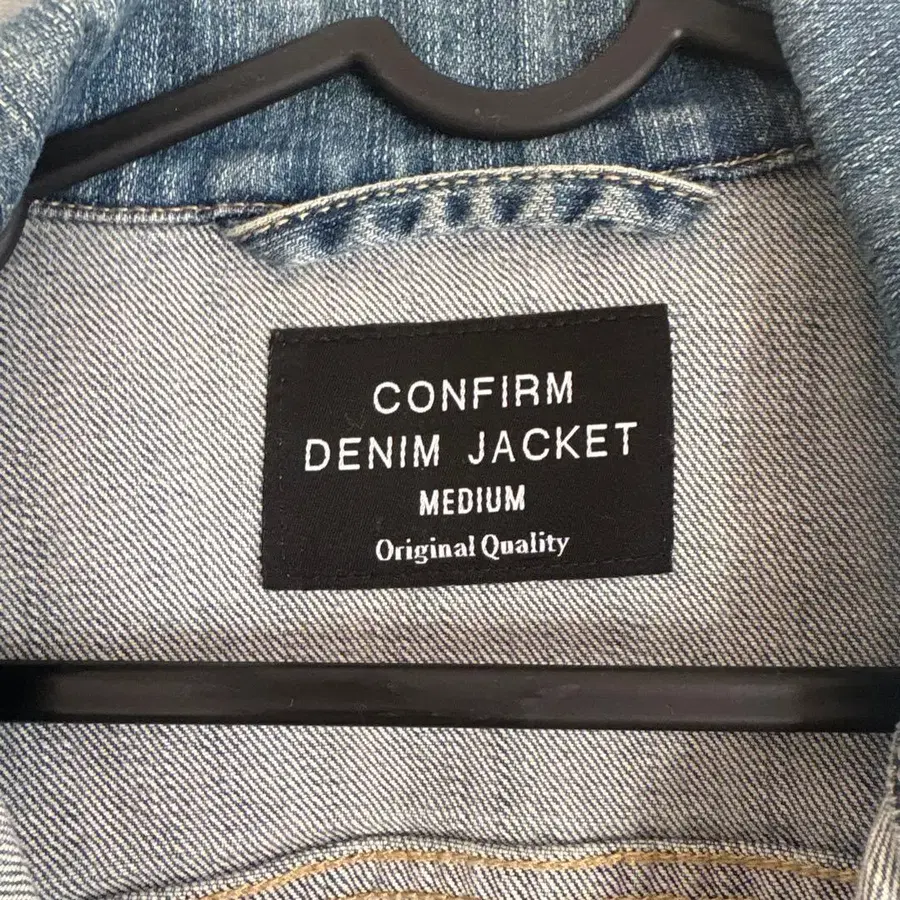 CONFIRM
DENIM JACKET
MEDIUM
Original Quality